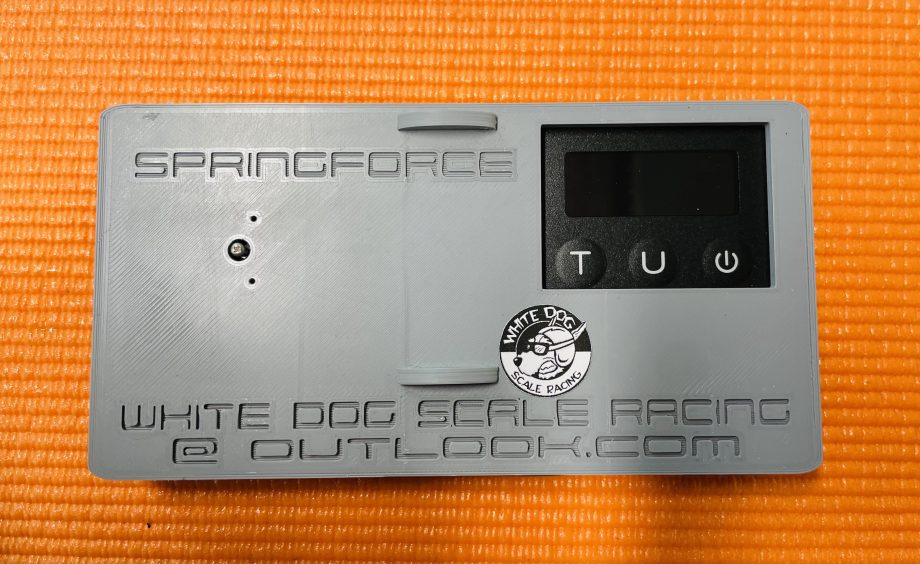 SPRINGFORCE
T U
WHITE DOG
SCALE RACING
WHITE DOG SCALE RACING
@ OUTLOOK.COM